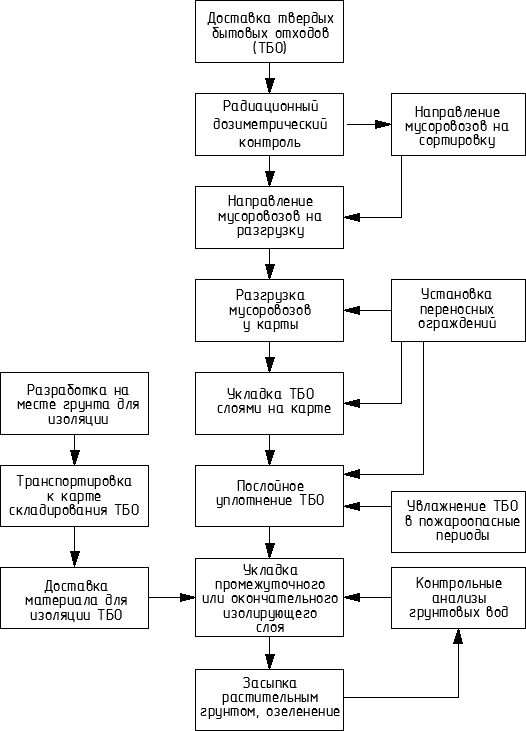 Доставка твердых
бытовых отходов
(ТБО)
Радиационный
дозиметрический
контроль
Направление
мусоровозов на
сортировку
Направление
мусоровозов на
разгрузку
Разгрузка
мусоровозов
у карты
Установка
переносных
ограждений
Разработка на
месте грунта для
изоляции
Укладка ТБО
слоями на карте
Транспортировка
к карте
складирования ТБО
Послойное
уплотнение ТБО
Увлажнение ТБО
в пожароопасные
периоды
Доставка
материала для
изоляции ТБО
Укладка
промежуточного
или окончательного
изолирующего
слоя
Контрольные
анализы
грунтовых вод
Засыпка
растительным
грунтом, озеленение